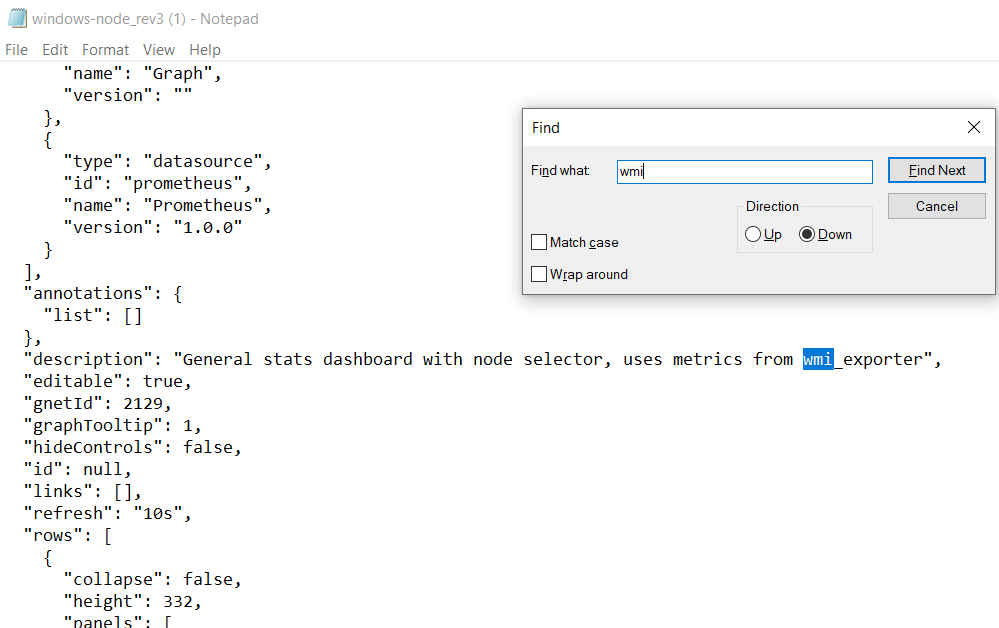 windows-node_rev3 (1) - Notepad
File Edit Format View Help
"name": "Graph",
"version": ""
},
{
"type": "datasource",
"id": "prometheus",
"name": "Prometheus",
"version": "1.0.0"
}
],
"annotations": {
"list": []
},
"description": "General stats dashboard with node selector, uses metrics from wmi_exporter",
"editable": true,
"gnetId": 2129,
"graphTooltip": 1,
"hideControls": false,
"id": null,
"links": [],
"refresh": "10s",
"rows": [
{
"collapse": false,
"height": 332,
"panels": [
Find
Find what: wmi Find Next
Direction Cancel
Up Down
Match case
Wrap around